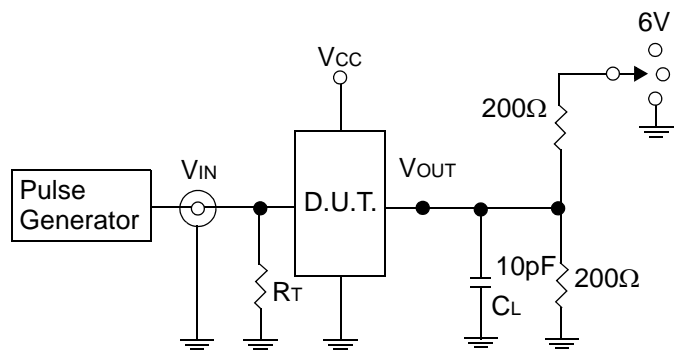 6V
VCC
200Ω
VIN
VOUT
Pulse
Generator
D.U.T.
10pF
200Ω
RT
CL